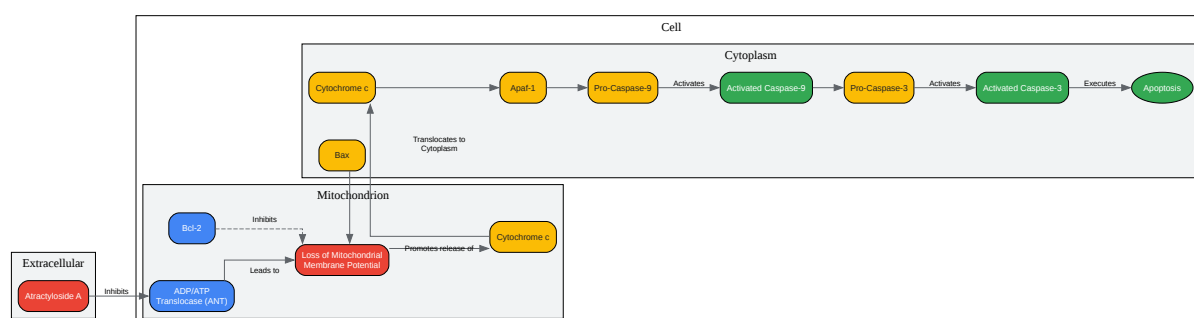 Cell
Cytoplasm
Cytochrome c
Apaf-1
Pro-Caspase-9
Activates
Activated Caspase-9
Pro-Caspase-3
Activates
Activated Caspase-3
Executes
Apoptosis
Translocates to
Cytoplasm
Bax
Mitochondrion
Bcl-2
Inhibits
Cytochrome c
Loss of Mitochondrial
Membrane Potential
Promotes release of
Leads to
Extracellular
Atractyloside A
Inhibits
ADP/ATP
Translocase (ANT)